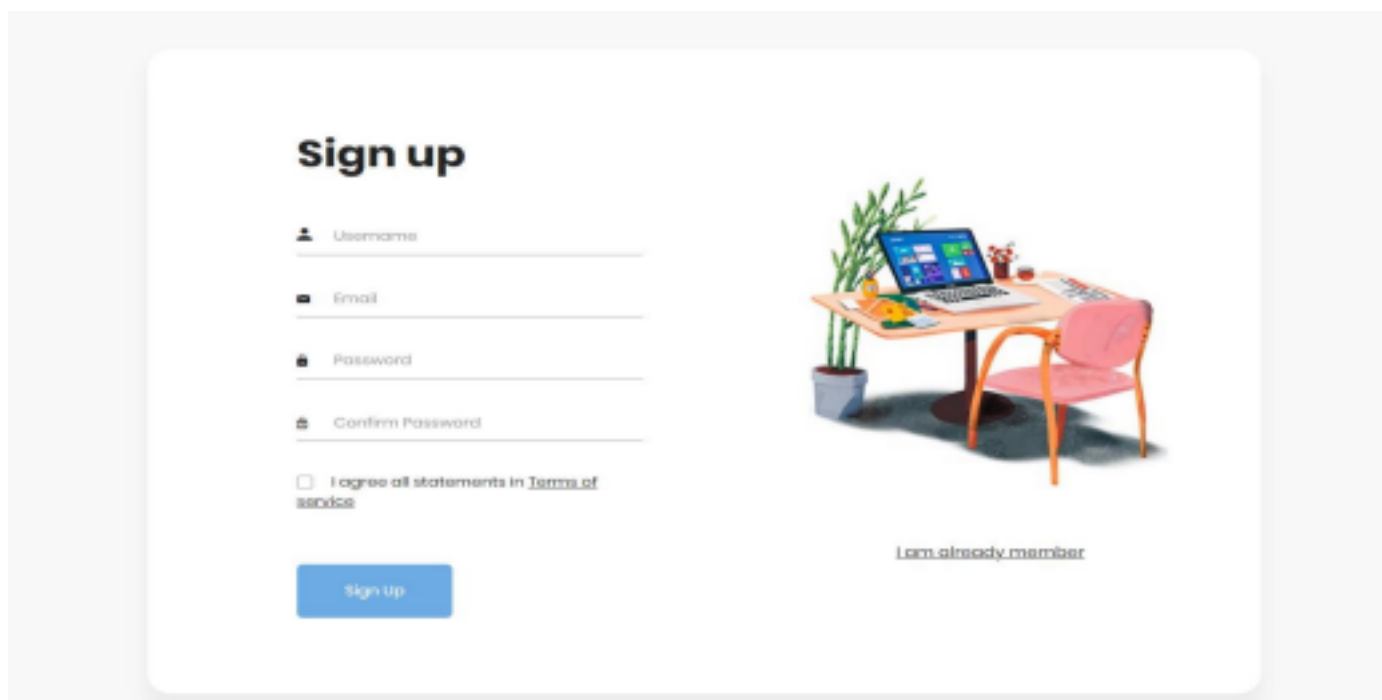 Sign up
Username
Email
Password
Confirm Password
I agree all statements in Terms of
service
I am already member
Sign Up